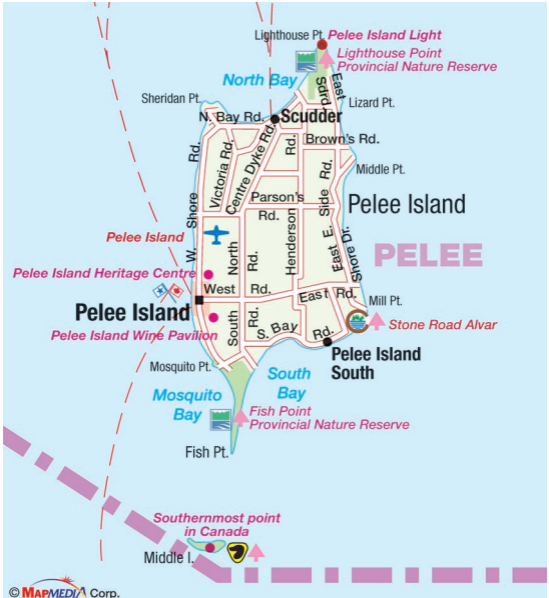 Lighthouse Pt.
Pelee Island Light
Lighthouse Point
Provincial Nature Reserve
North Bay
East
Spruds
Sheridan Pt.
Lizard Pt.
N. Bay Rd.
Scudder
Brown's Rd.
Rd.
Victoria Rd.
Centre Dyke Rd.
Rd.
Middle Pt.
Parson's
Rd.
Side Rd.
Pelee Island
W. Shore
Pelee Island
PELEE
Henderson
East E.
Shore Dr.
North
Rd.
Pelee Island Heritage Centre
West Rd.
East Rd.
Mill Pt.
Pelee Island
South
Rd.
S. Bay
Rd.
Stone Road Alvar
Pelee Island Wine Pavilion
Pelee Island
South
Mosquito Pt.
South
Bay
Mosquito
Bay
Fish Point
Provincial Nature Reserve
Fish Pt.
Southernmost point
in Canada
Middle I.
© MAPMEDIA Corp.